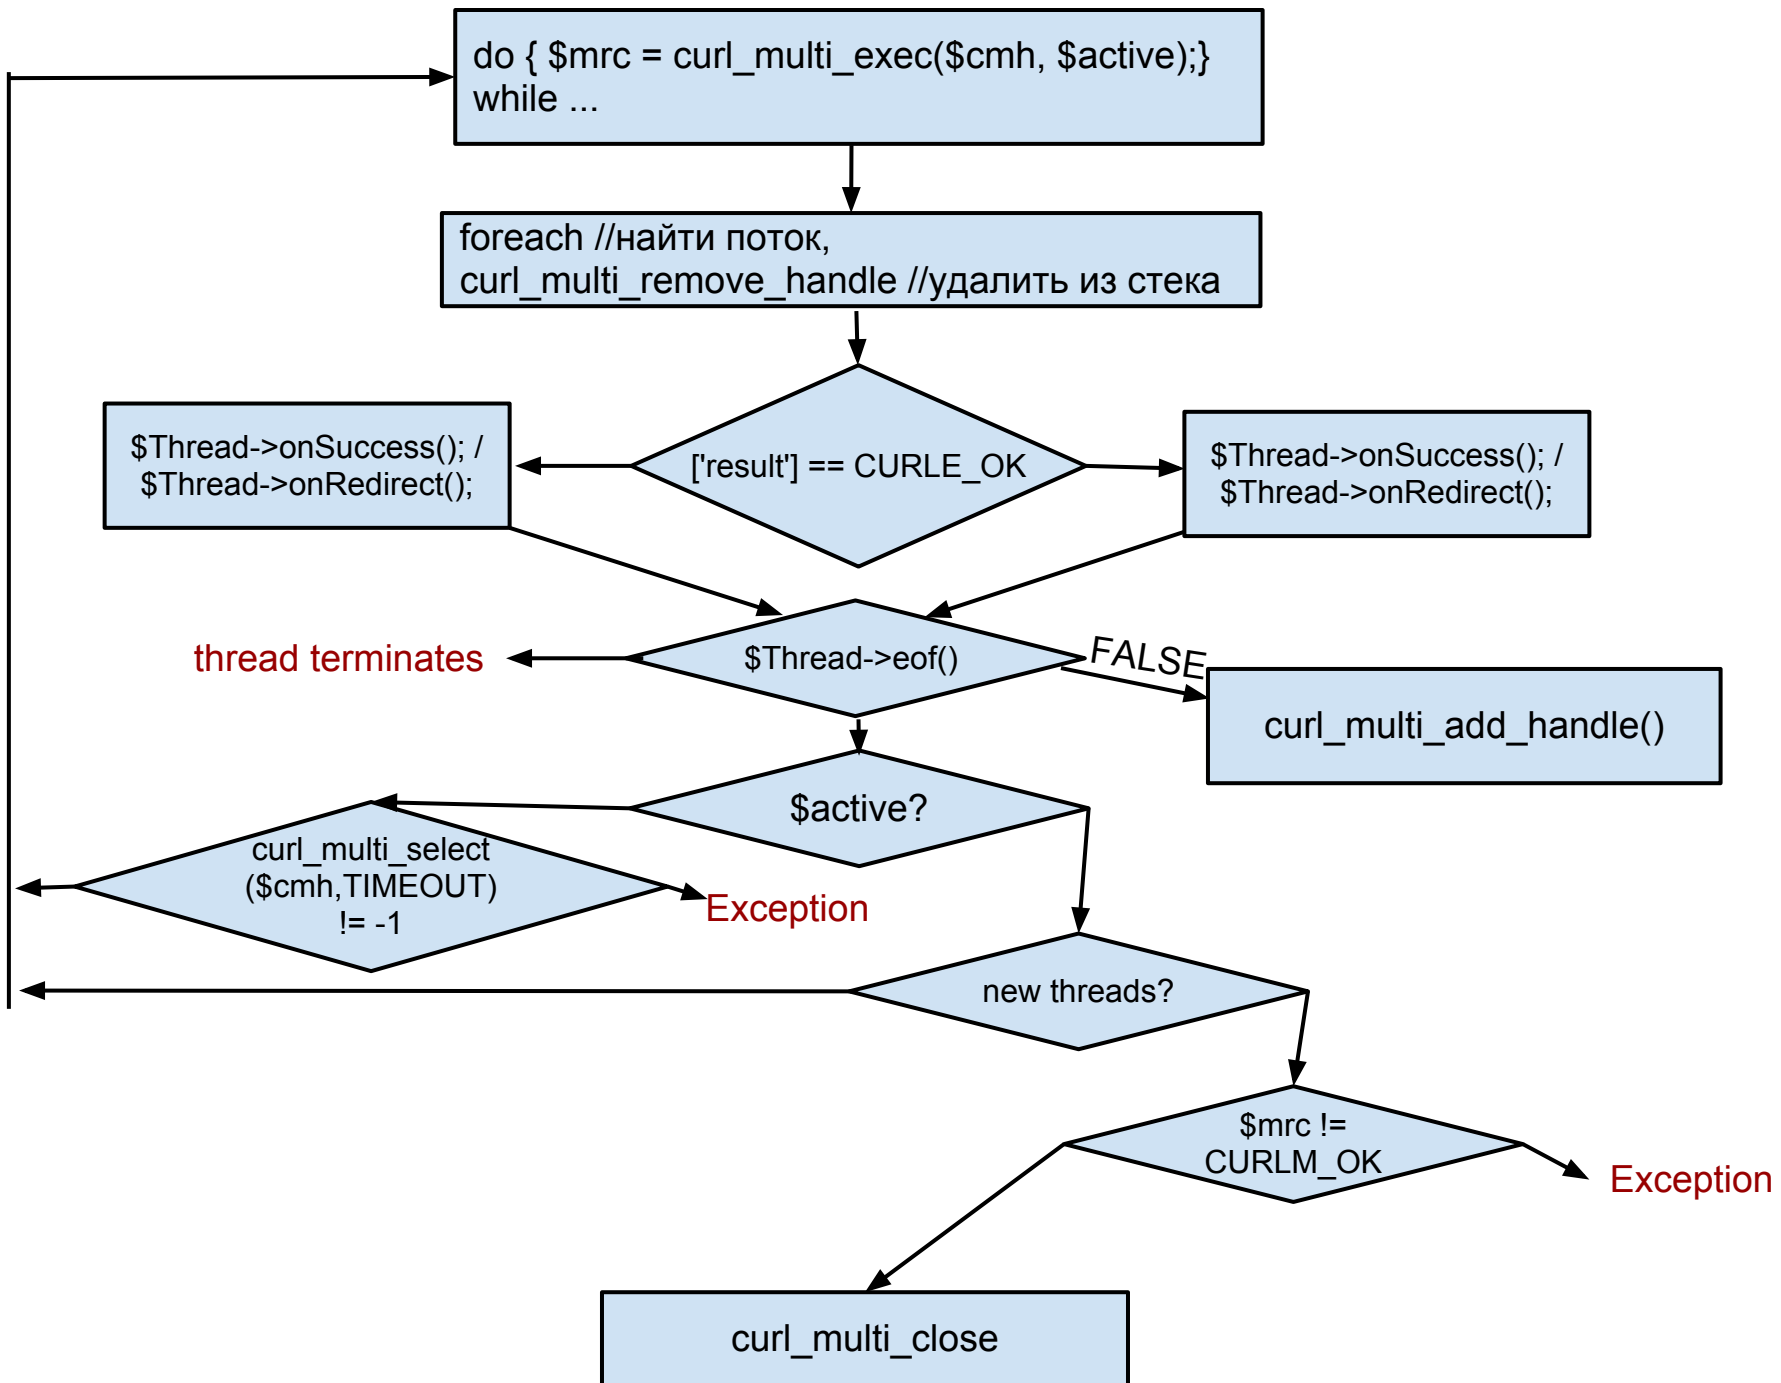 do { $mrc = curl_multi_exec($cmh, $active);}
while ...
foreach //найти поток,
curl_multi_remove_handle //удалить из стека
$Thread->onSuccess(); /
$Thread->onRedirect();
['result'] == CURLE_OK
$Thread->onSuccess(); /
$Thread->onRedirect();
thread terminates
$Thread->eof()
FALSE
curl_multi_add_handle()
$active?
curl_multi_select
($cmh,TIMEOUT)
!= -1
Exception
new threads?
$mrc !=
CURLM_OK
Exception
curl_multi_close